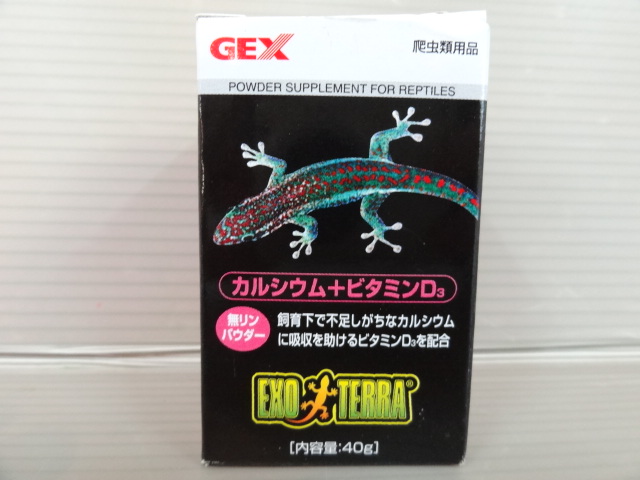 GEX
爬虫類用品
POWDER SUPPLEMENT FOR REPTILES
カルシウム+ビタミンD3
無リン
パウダー
飼育下で不足しがちなカルシウム
に吸収を助けるビタミンD3を配合
EXO TERRA®
[内容量:40g]